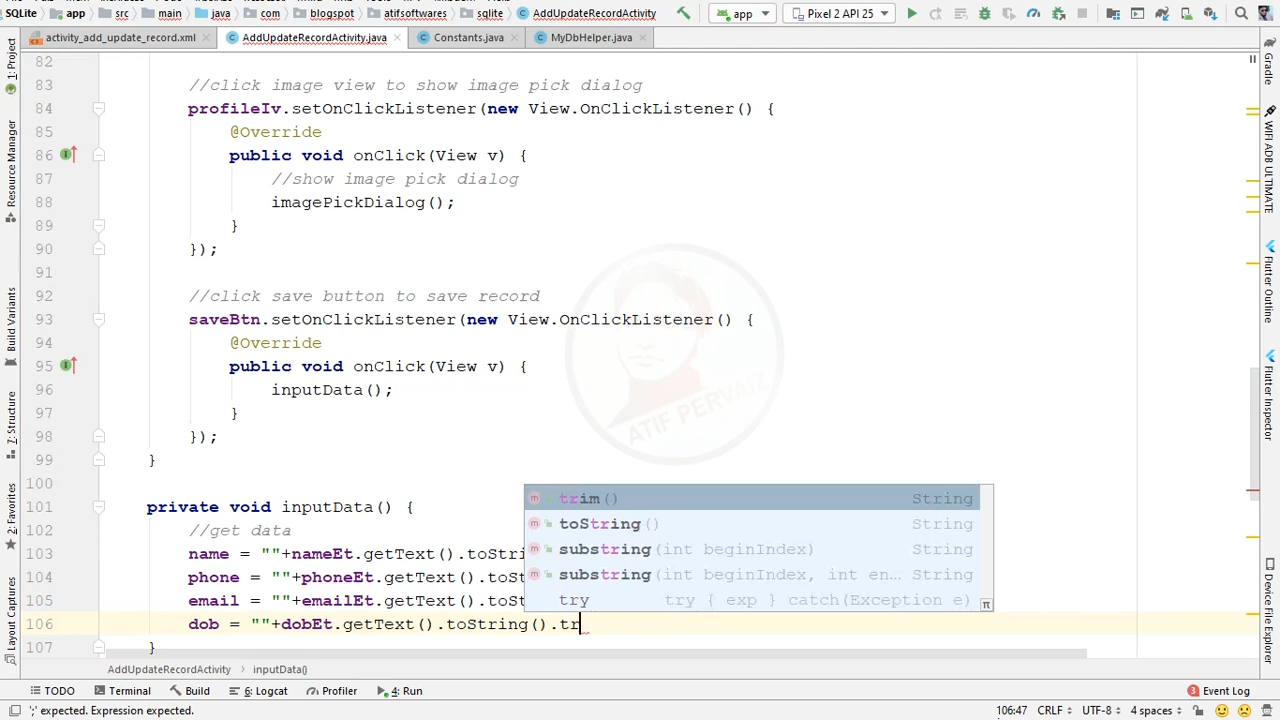 SQLite
app
src
main
java
com
blogspot
atifsoftwares
sqlite
AddUpdateRecordActivity
app
Pixel 2 API 25
activity_add_update_record.xml
AddUpdateRecordActivity.java
Constants.java
MyDbHelper.java
82
83 //click image view to show image pick dialog
84 profileIv.setOnClickListener(new View.OnClickListener() {
85 @Override
86 public void onClick(View v) {
87 //show image pick dialog
88 imagePickDialog();
89 }
90 });
91
92 //click save button to save record
93 saveBtn.setOnClickListener(new View.OnClickListener() {
94 @Override
95 public void onClick(View v) {
96 inputData();
97 }
98 });
99 }
100
101 private void inputData() {
102 //get data
103 name = ""+nameEt.getText().toStri
104 phone = ""+phoneEt.getText().toSt
105 email = ""+emailEt.getText().toSt
106 dob = ""+dobEt.getText().toString().tr
107 }
trim() String
toString() String
substring(int beginIndex) String
substring(int beginIndex, int en… String
try try { exp } catch(Exception e)
ATIF PERVAIZ
AddUpdateRecordActivity
inputData()
1: Project
Resource Manager
Build Variants
7: Structure
2: Favorites
Layout Captures
Gradle
WIFI ADB ULTIMATE
Flutter Outline
Flutter Inspector
Device File Explorer
TODO
Terminal
Build
6: Logcat
Profiler
4: Run
3 Event Log
';' expected. Expression expected.
106:47 CRLF UTF-8 4 spaces